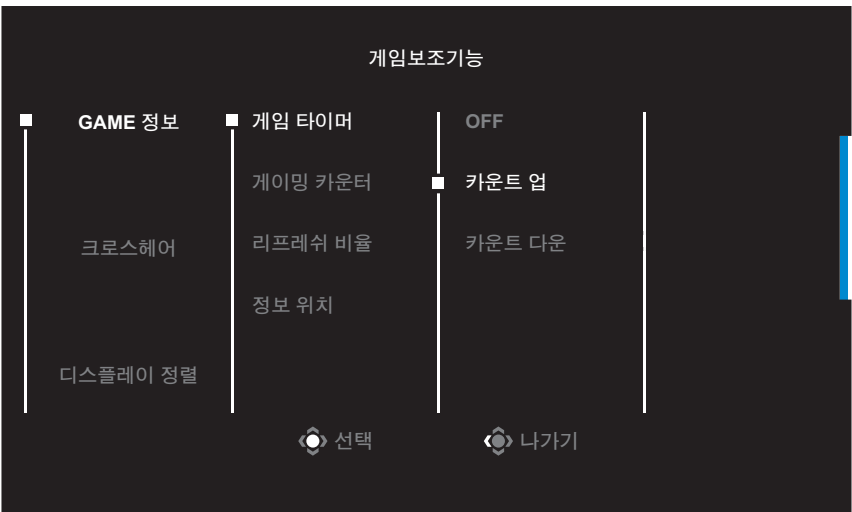 게임보조기능
GAME 정보
게임 타이머
OFF
게이밍 카운터
카운트 업
크로스헤어
리프레쉬 비율
카운트 다운
정보 위치
디스플레이 정렬
선택
나가기